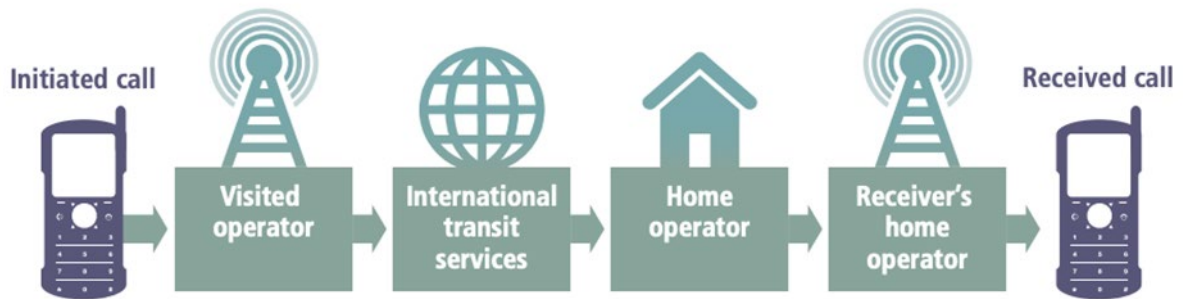 Initiated call
Visited
operator
International
transit
services
Home
operator
Receiver's
home
operator
Received call